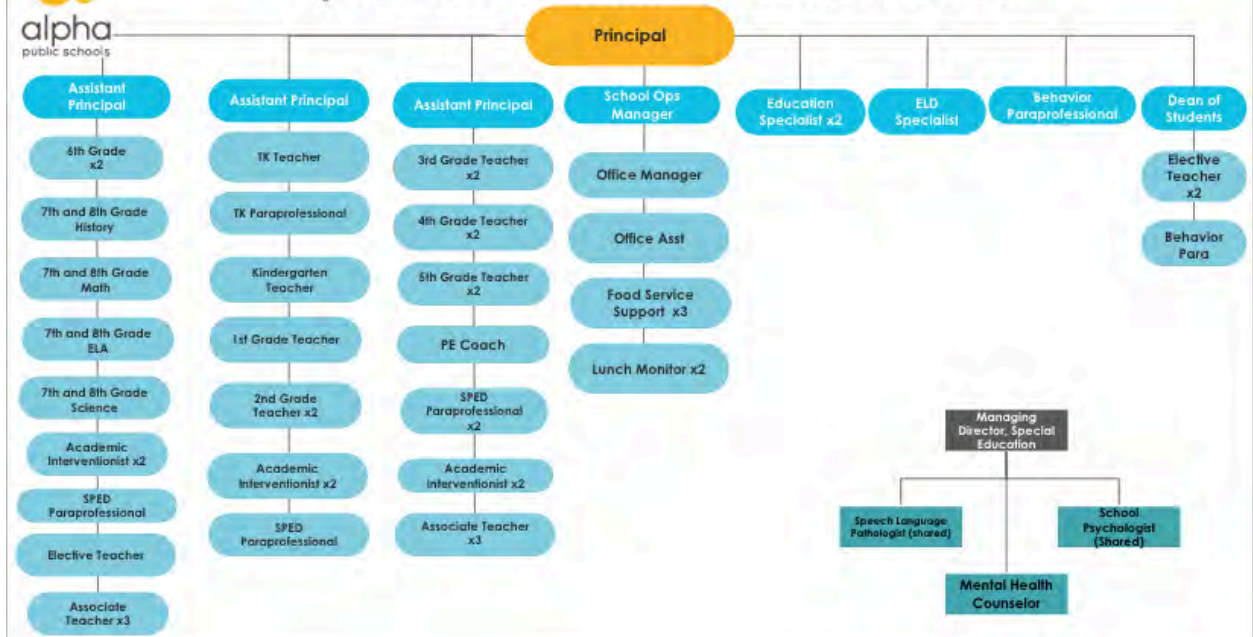 alpha
public schools
Principal
Assistant
Principal
6th Grade
x2
7th and 8th Grade
History
7th and 8th Grade
Math
7th and 8th Grade
ELA
7th and 8th Grade
Science
Academic
Interventionist x2
SPED
Paraprofessional
Elective Teacher
Associate
Teacher x3
Assistant Principal
TK Teacher
TK Paraprofessional
Kindergarten
Teacher
1st Grade Teacher
2nd Grade
Teacher x2
Academic
Interventionist x2
SPED
Paraprofessional
Assistant Principal
3rd Grade Teacher
x2
4th Grade Teacher
x2
5th Grade Teacher
x2
PE Coach
SPED
Paraprofessional
x2
Academic
Interventionist x2
Associate Teacher
x3
School Ops
Manager
Office Manager
Office Asst
Food Service
Support x3
Lunch Monitor x2
Education
Specialist x2
ELD
Specialist
Behavior
Paraprofessional
Dean of
Students
Elective
Teacher
x2
Behavior
Para
Managing
Director, Special
Education
Speech Language
Pathologist (shared)
School
Psychologist
(Shared)
Mental Health
Counselor